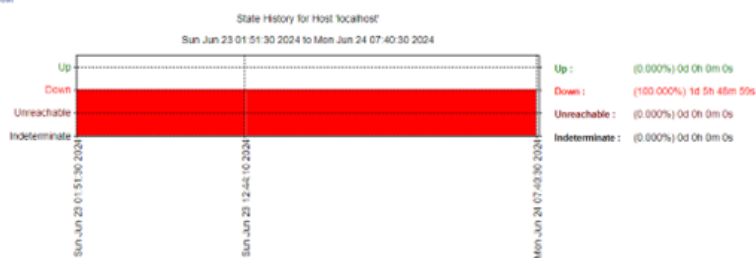 State History for Host 'localhost'
Sun Jun 23 01:51:30 2024 to Mon Jun 24 07:40:30 2024
Up
Down
Unreachable
Indeterminate
Up : (0.000%) 0d 0h 0m 0s
Down : (100.000%) 1d 5h 48m 59s
Unreachable : (0.000%) 0d 0h 0m 0s
Indeterminate : (0.000%) 0d 0h 0m 0s
Sun Jun 23 01:51:30 2024
Sun Jun 23 12:44:10 2024
Mon Jun 24 07:40:30 2024